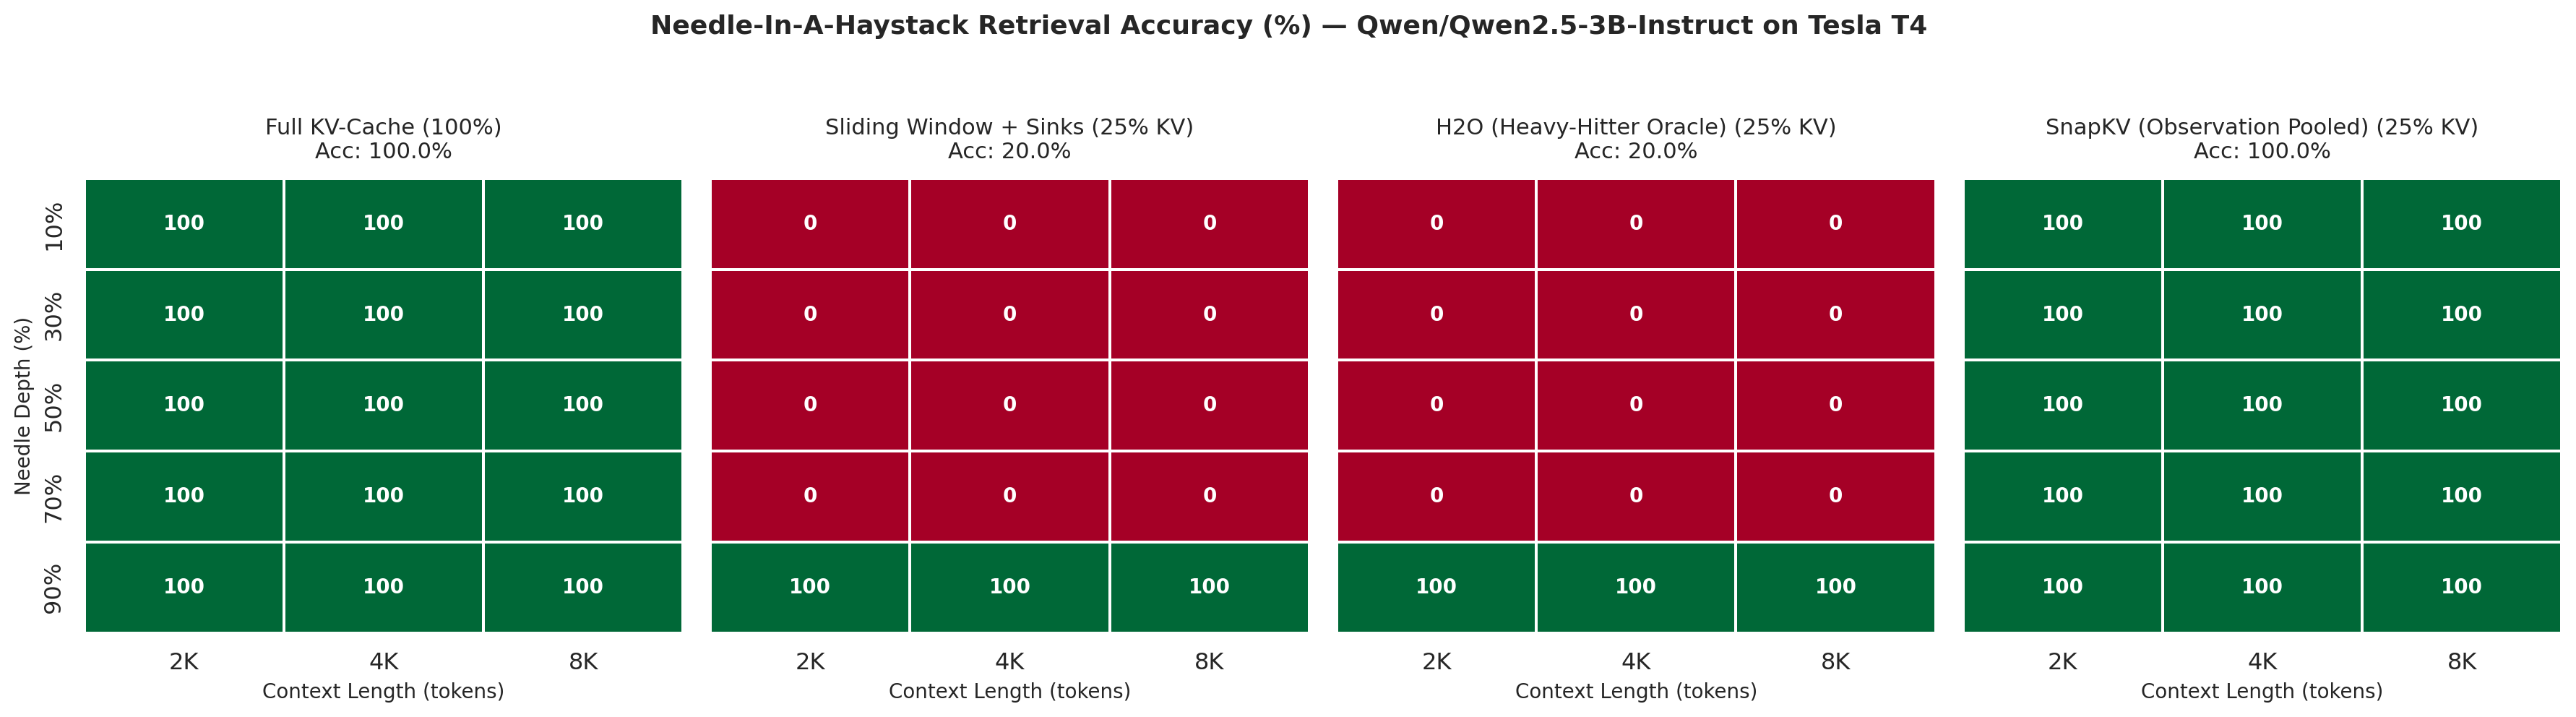 Needle-In-A-Haystack Retrieval Accuracy (%) — Qwen/Qwen2.5-3B-Instruct on Tesla T4
Full KV-Cache (100%)
Acc: 100.0%
Sliding Window + Sinks (25% KV)
Acc: 20.0%
H2O (Heavy-Hitter Oracle) (25% KV)
Acc: 20.0%
SnapKV (Observation Pooled) (25% KV)
Acc: 100.0%
Needle Depth (%)
10% 100 100 100 0 0 0 0 0 0 100 100 100
30% 100 100 100 0 0 0 0 0 0 100 100 100
50% 100 100 100 0 0 0 0 0 0 100 100 100
70% 100 100 100 0 0 0 0 0 0 100 100 100
90% 100 100 100 100 100 100 100 100 100 100 100 100
2K 4K 8K 2K 4K 8K 2K 4K 8K 2K 4K 8K
Context Length (tokens) Context Length (tokens) Context Length (tokens) Context Length (tokens)